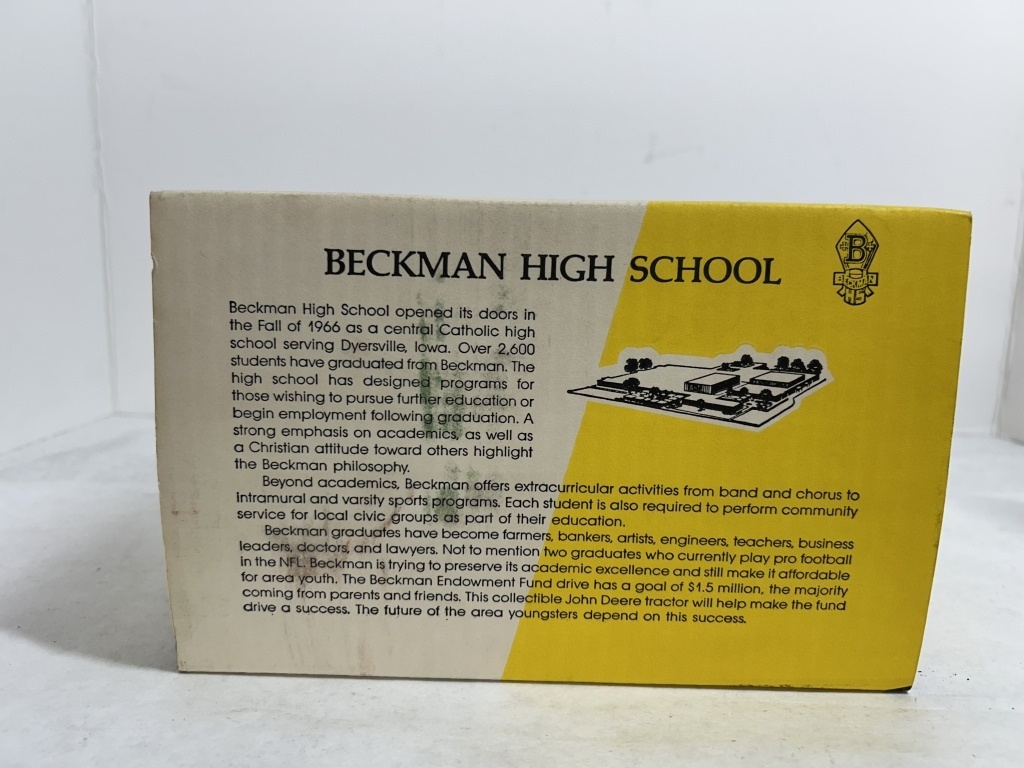 BECKMAN HIGH SCHOOL
B
BECKMAN
HS
Beckman High School opened its doors in
the Fall of 1966 as a central Catholic high
school serving Dyersville, Iowa. Over 2,600
students have graduated from Beckman. The
high school has designed programs for
those wishing to pursue further education or
begin employment following graduation. A
strong emphasis on academics, as well as
a Christian attitude toward others highlight
the Beckman philosophy.
Beyond academics, Beckman offers extracurricular activities from band and chorus to
intramural and varsity sports programs. Each student is also required to perform community
service for local civic groups as part of their education.
Beckman graduates have become farmers, bankers, artists, engineers, teachers, business
leaders, doctors, and lawyers. Not to mention two graduates who currently play pro football
in the NFL. Beckman is trying to preserve its academic excellence and still make it affordable
for area youth. The Beckman Endowment Fund drive has a goal of $1.5 million, the majority
coming from parents and friends. This collectible John Deere tractor will help make the fund
drive a success. The future of the area youngsters depend on this success.